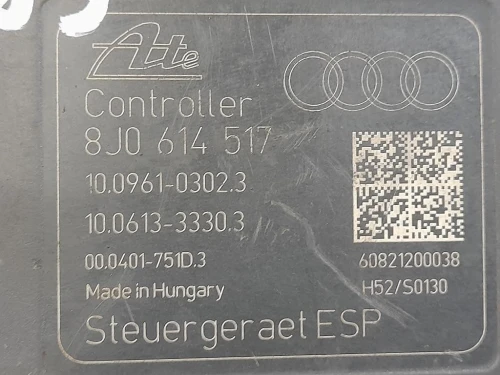 Ate
Controller
8J0 614 517
10.0961-0302.3
10.0613-3330.3
00.0401-751D.3
60821200038
Made in Hungary
H52/S0130
Steuergeraet ESP